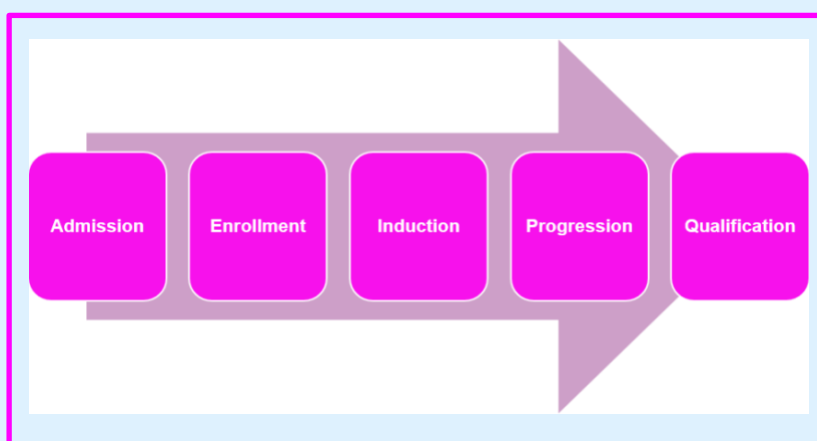 Admission
Enrollment
Induction
Progression
Qualification